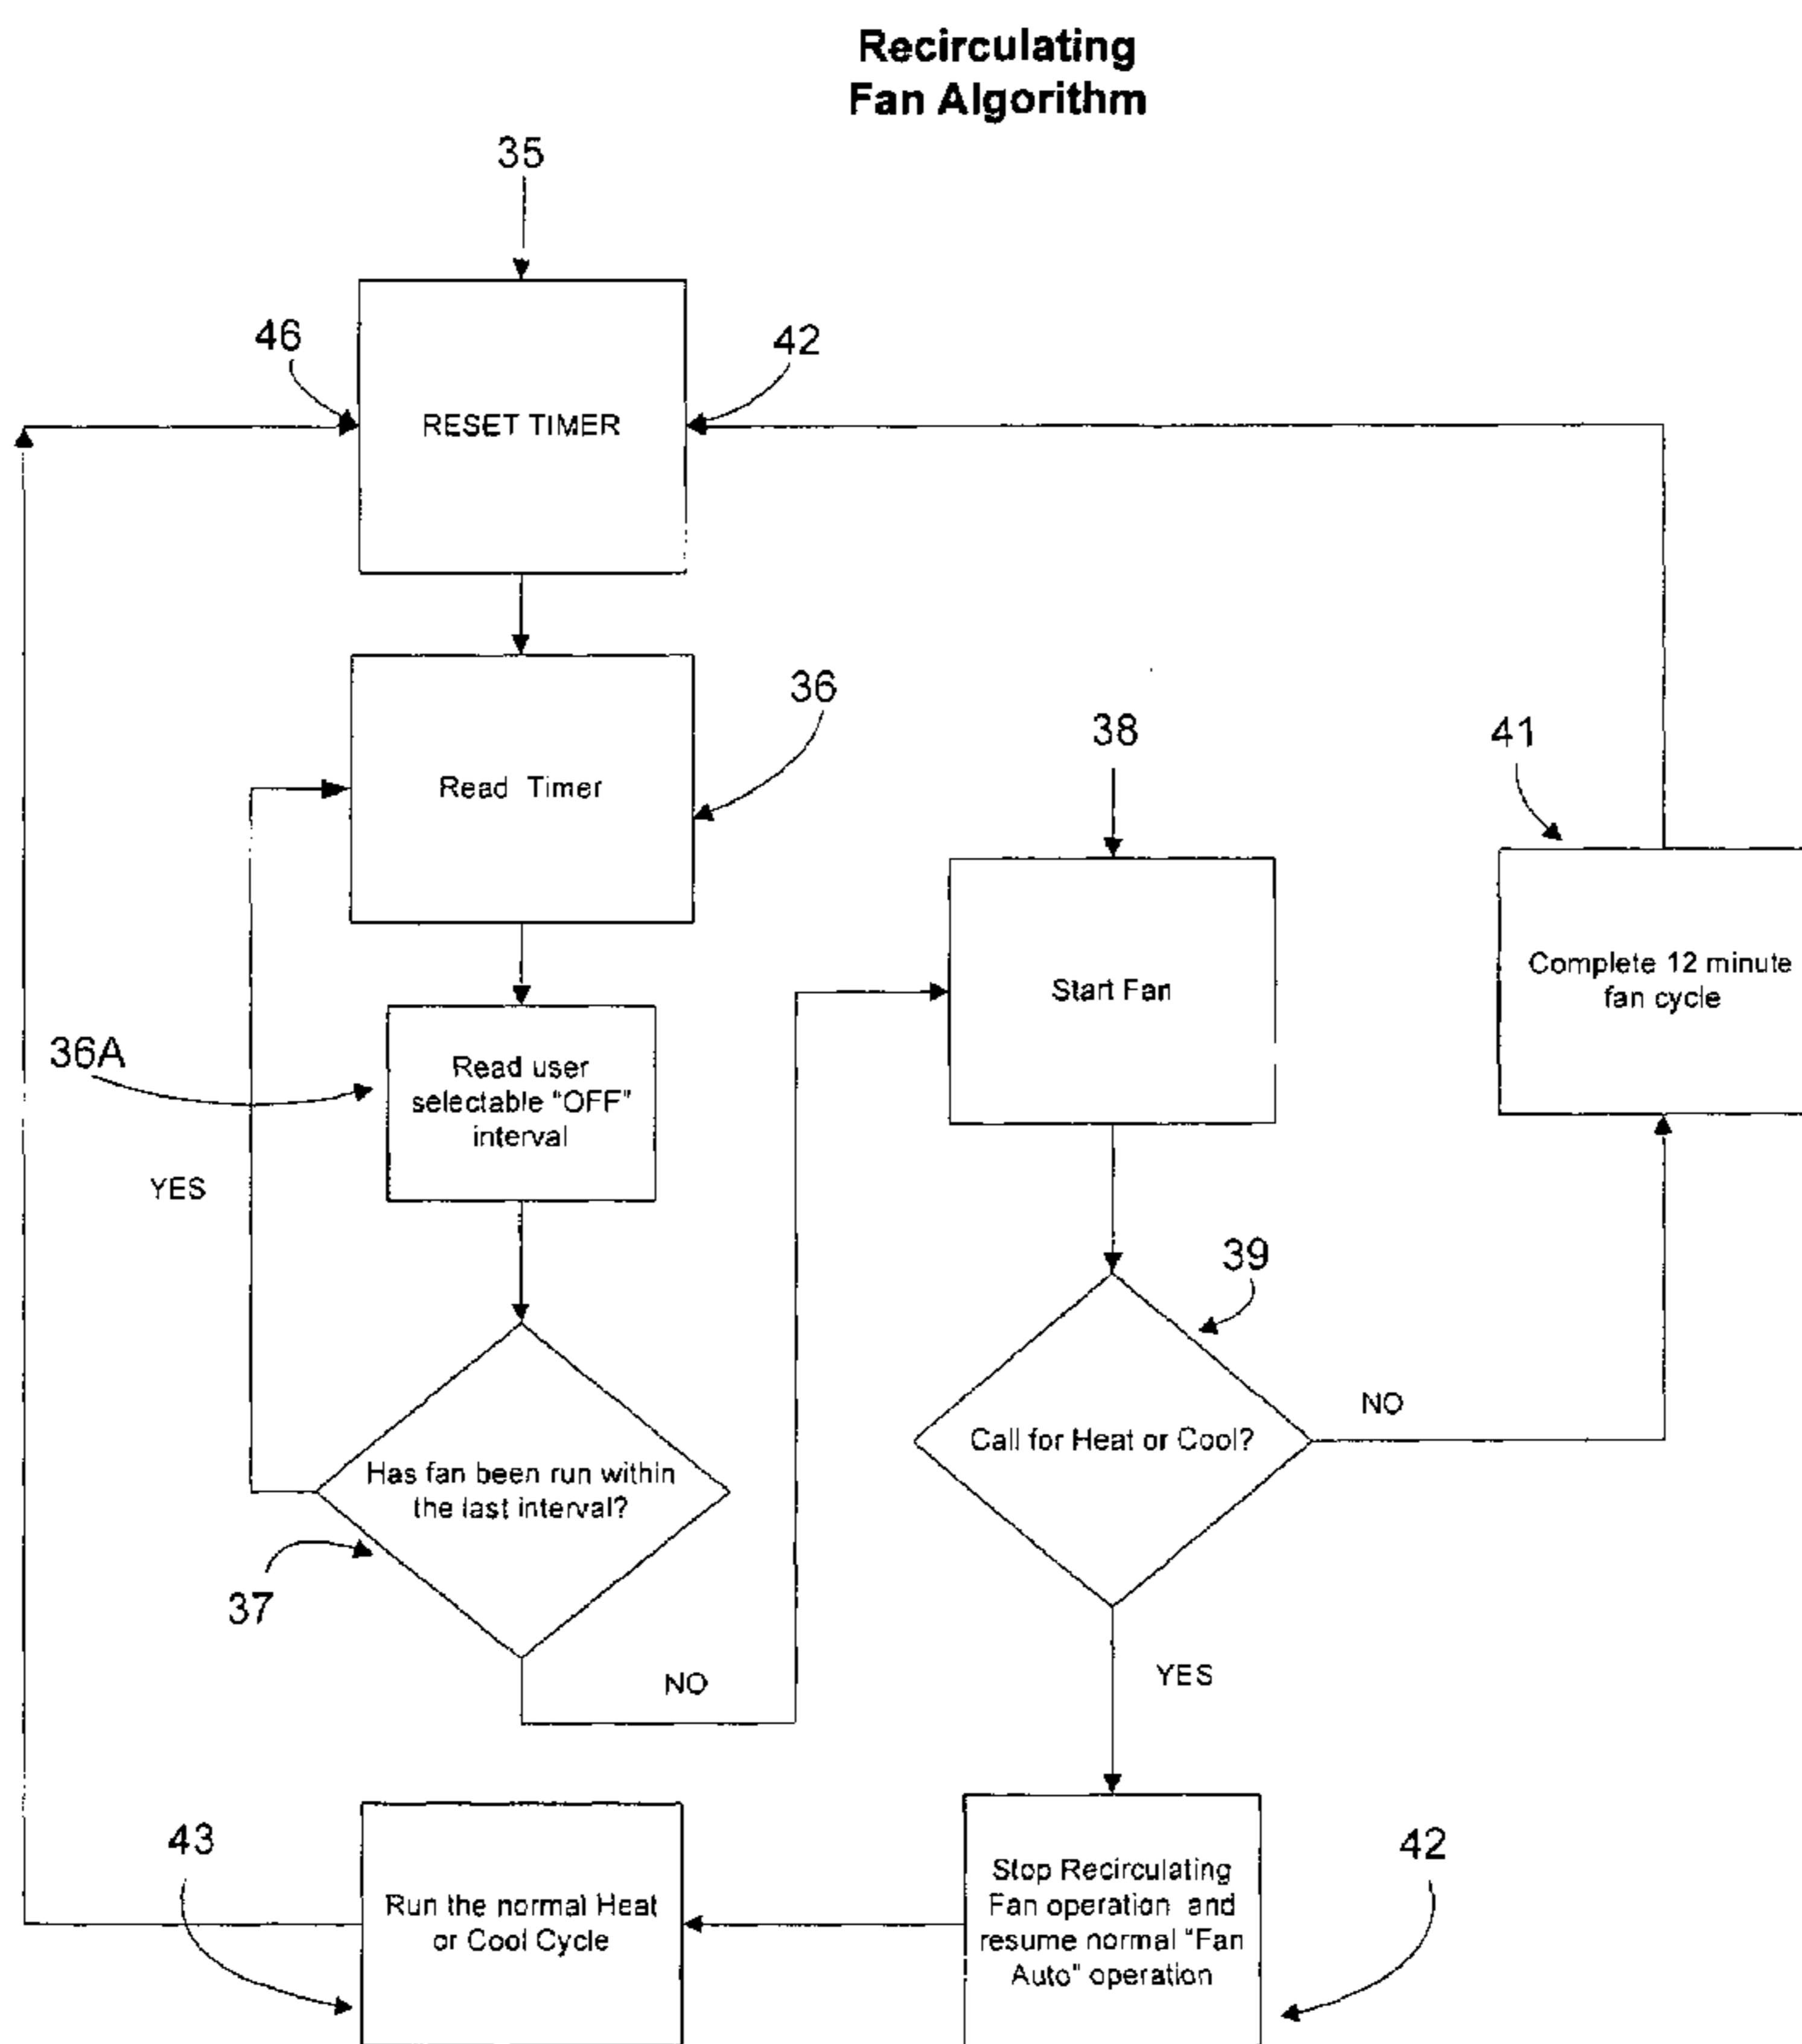 Recirculating
Fan Algorithm
35
46
42
RESET TIMER
36
Read Timer
38
41
Start Fan
Complete 12 minute
fan cycle
36A
Read user
selectable "OFF"
interval
YES
39
NO
Call for Heat or Cool?
Has fan been run within
the last interval?
37
NO
YES
43
42
Run the normal Heat
or Cool Cycle
Stop Recirculating
Fan operation and
resume normal "Fan
Auto" operation